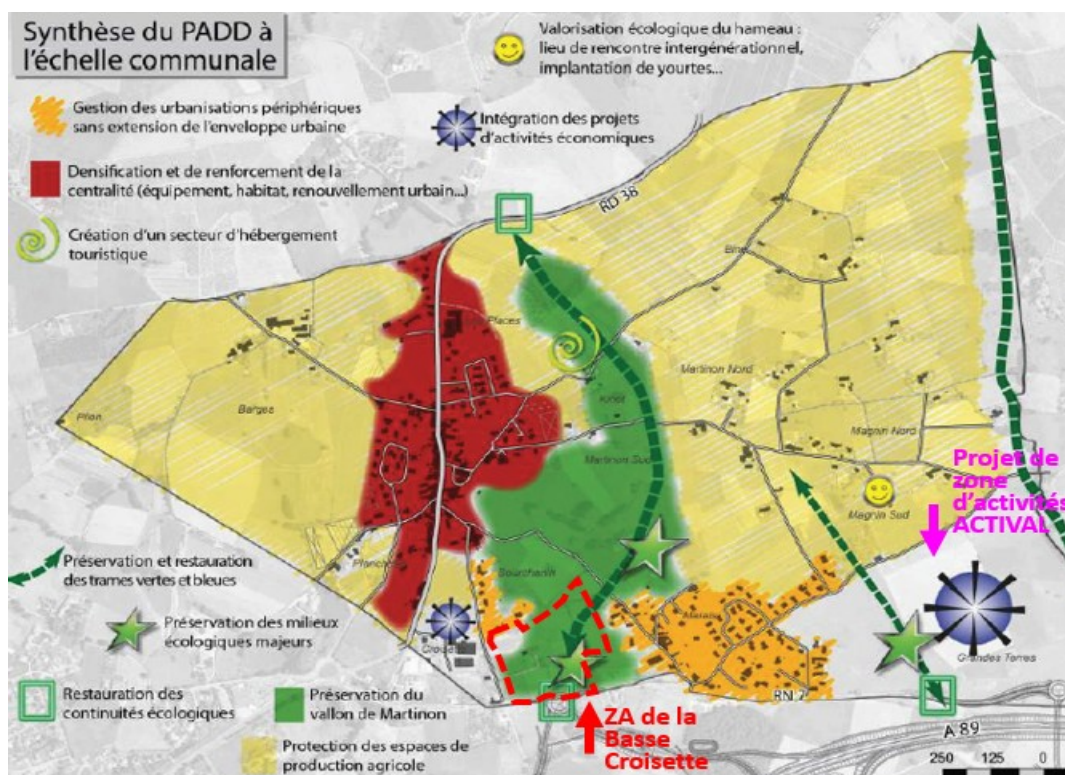 Synthèse du PADD à
l'échelle communale
Valorisation écologique du hameau :
lieu de rencontre intergénérationnel,
implantation de yourtes...
Gestion des urbanisations périphériques
sans extension de l'enveloppe urbaine
Intégration des projets
d'activités économiques
Densification et de renforcement de la
centralité (équipement, habitat, renouvellement urbain...)
RD 38
Création d'un secteur d'hébergement
touristique
Places
Martinon Nord
Barges
Pilon
Magnin Nord
Martinon Sud
Projet de
zone
d'activités
ACTIVAL
Magnin Sud
Préservation et restauration
des trames vertes et bleues
Bourchanin
Préservation des milieux
écologiques majeurs
Grandes Terres
Restauration des
continuités écologiques
Préservation du
vallon de Martinon
RN 7
ZA de la
Basse
Croisette
A 89
Protection des espaces de
production agricole
250 125 0